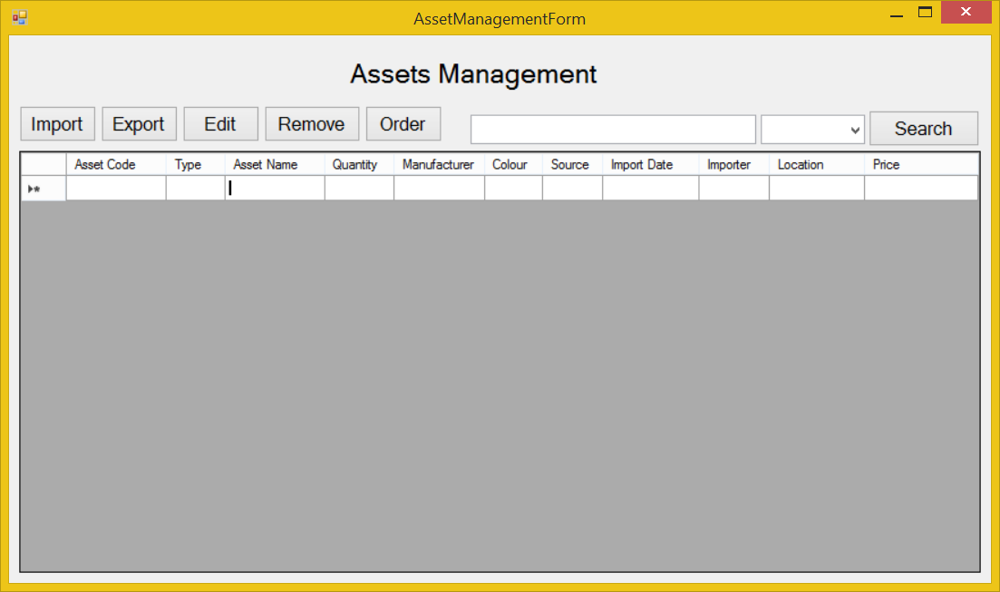 AssetManagementForm
Assets Management
Import Export Edit Remove Order Search
Asset Code Type Asset Name Quantity Manufacturer Colour Source Import Date Importer Location Price